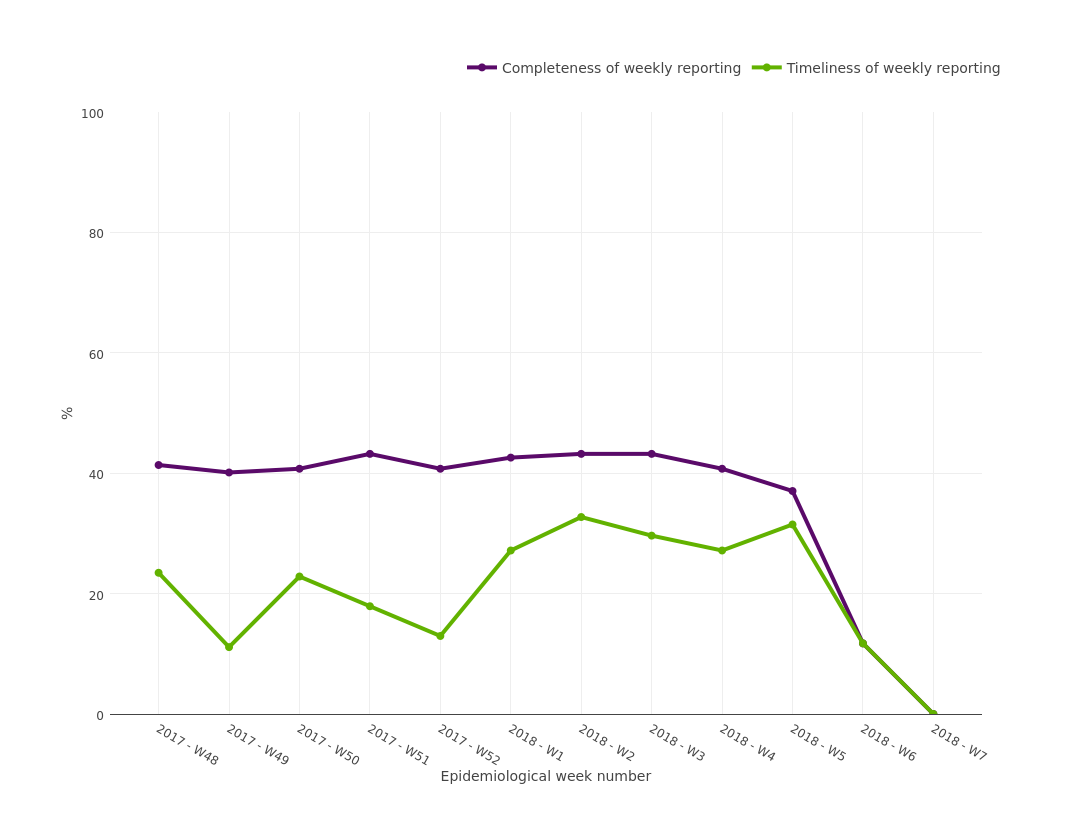 Completeness of weekly reporting
Timeliness of weekly reporting
100
80
60
40
20
0
%
2017 - W48
2017 - W49
2017 - W50
2017 - W51
2017 - W52
2018 - W1
2018 - W2
2018 - W3
2018 - W4
2018 - W5
2018 - W6
2018 - W7
Epidemiological week number